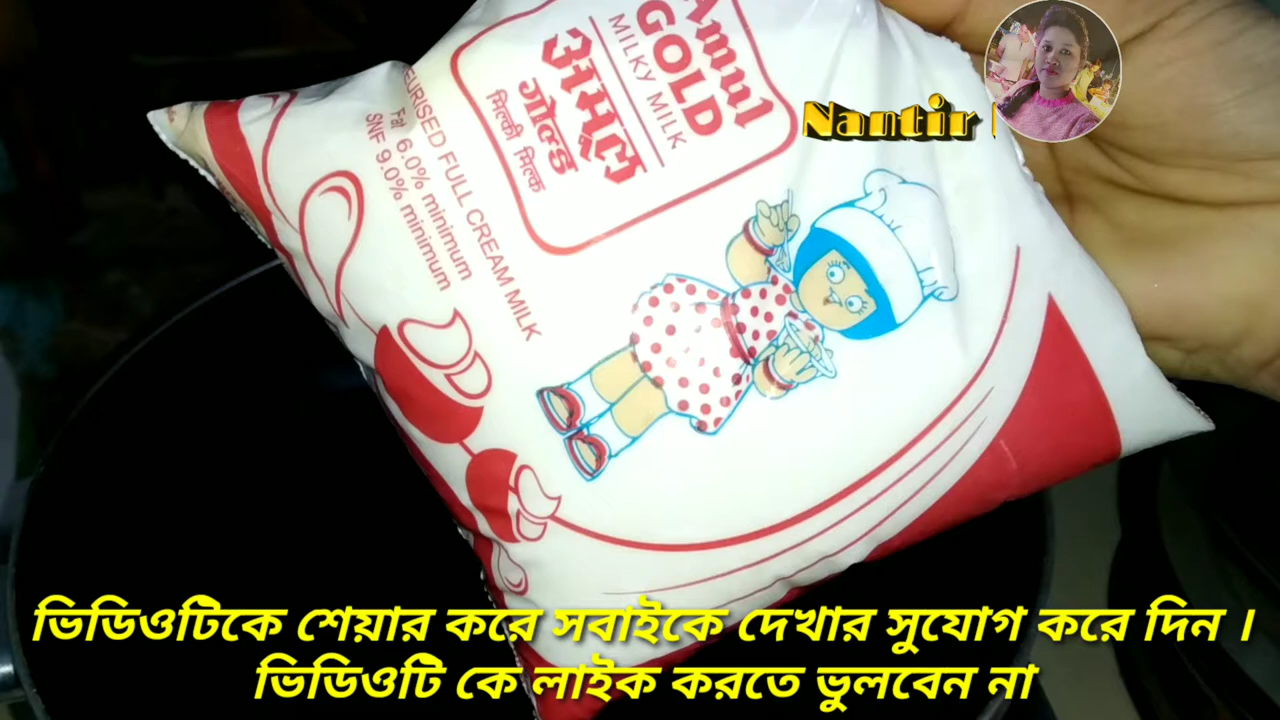 Amul
GOLD
MILKY MILK
अमूल
गोल्ड
मिल्की मिल्क
EURISED FULL CREAM MILK
Fat 6.0% minimum
SNF 9.0% minimum
Nantir
ভিডিওটিকে শেয়ার করে সবাইকে দেখার সুযোগ করে দিন ।
ভিডিওটি কে লাইক করতে ভুলবেন না